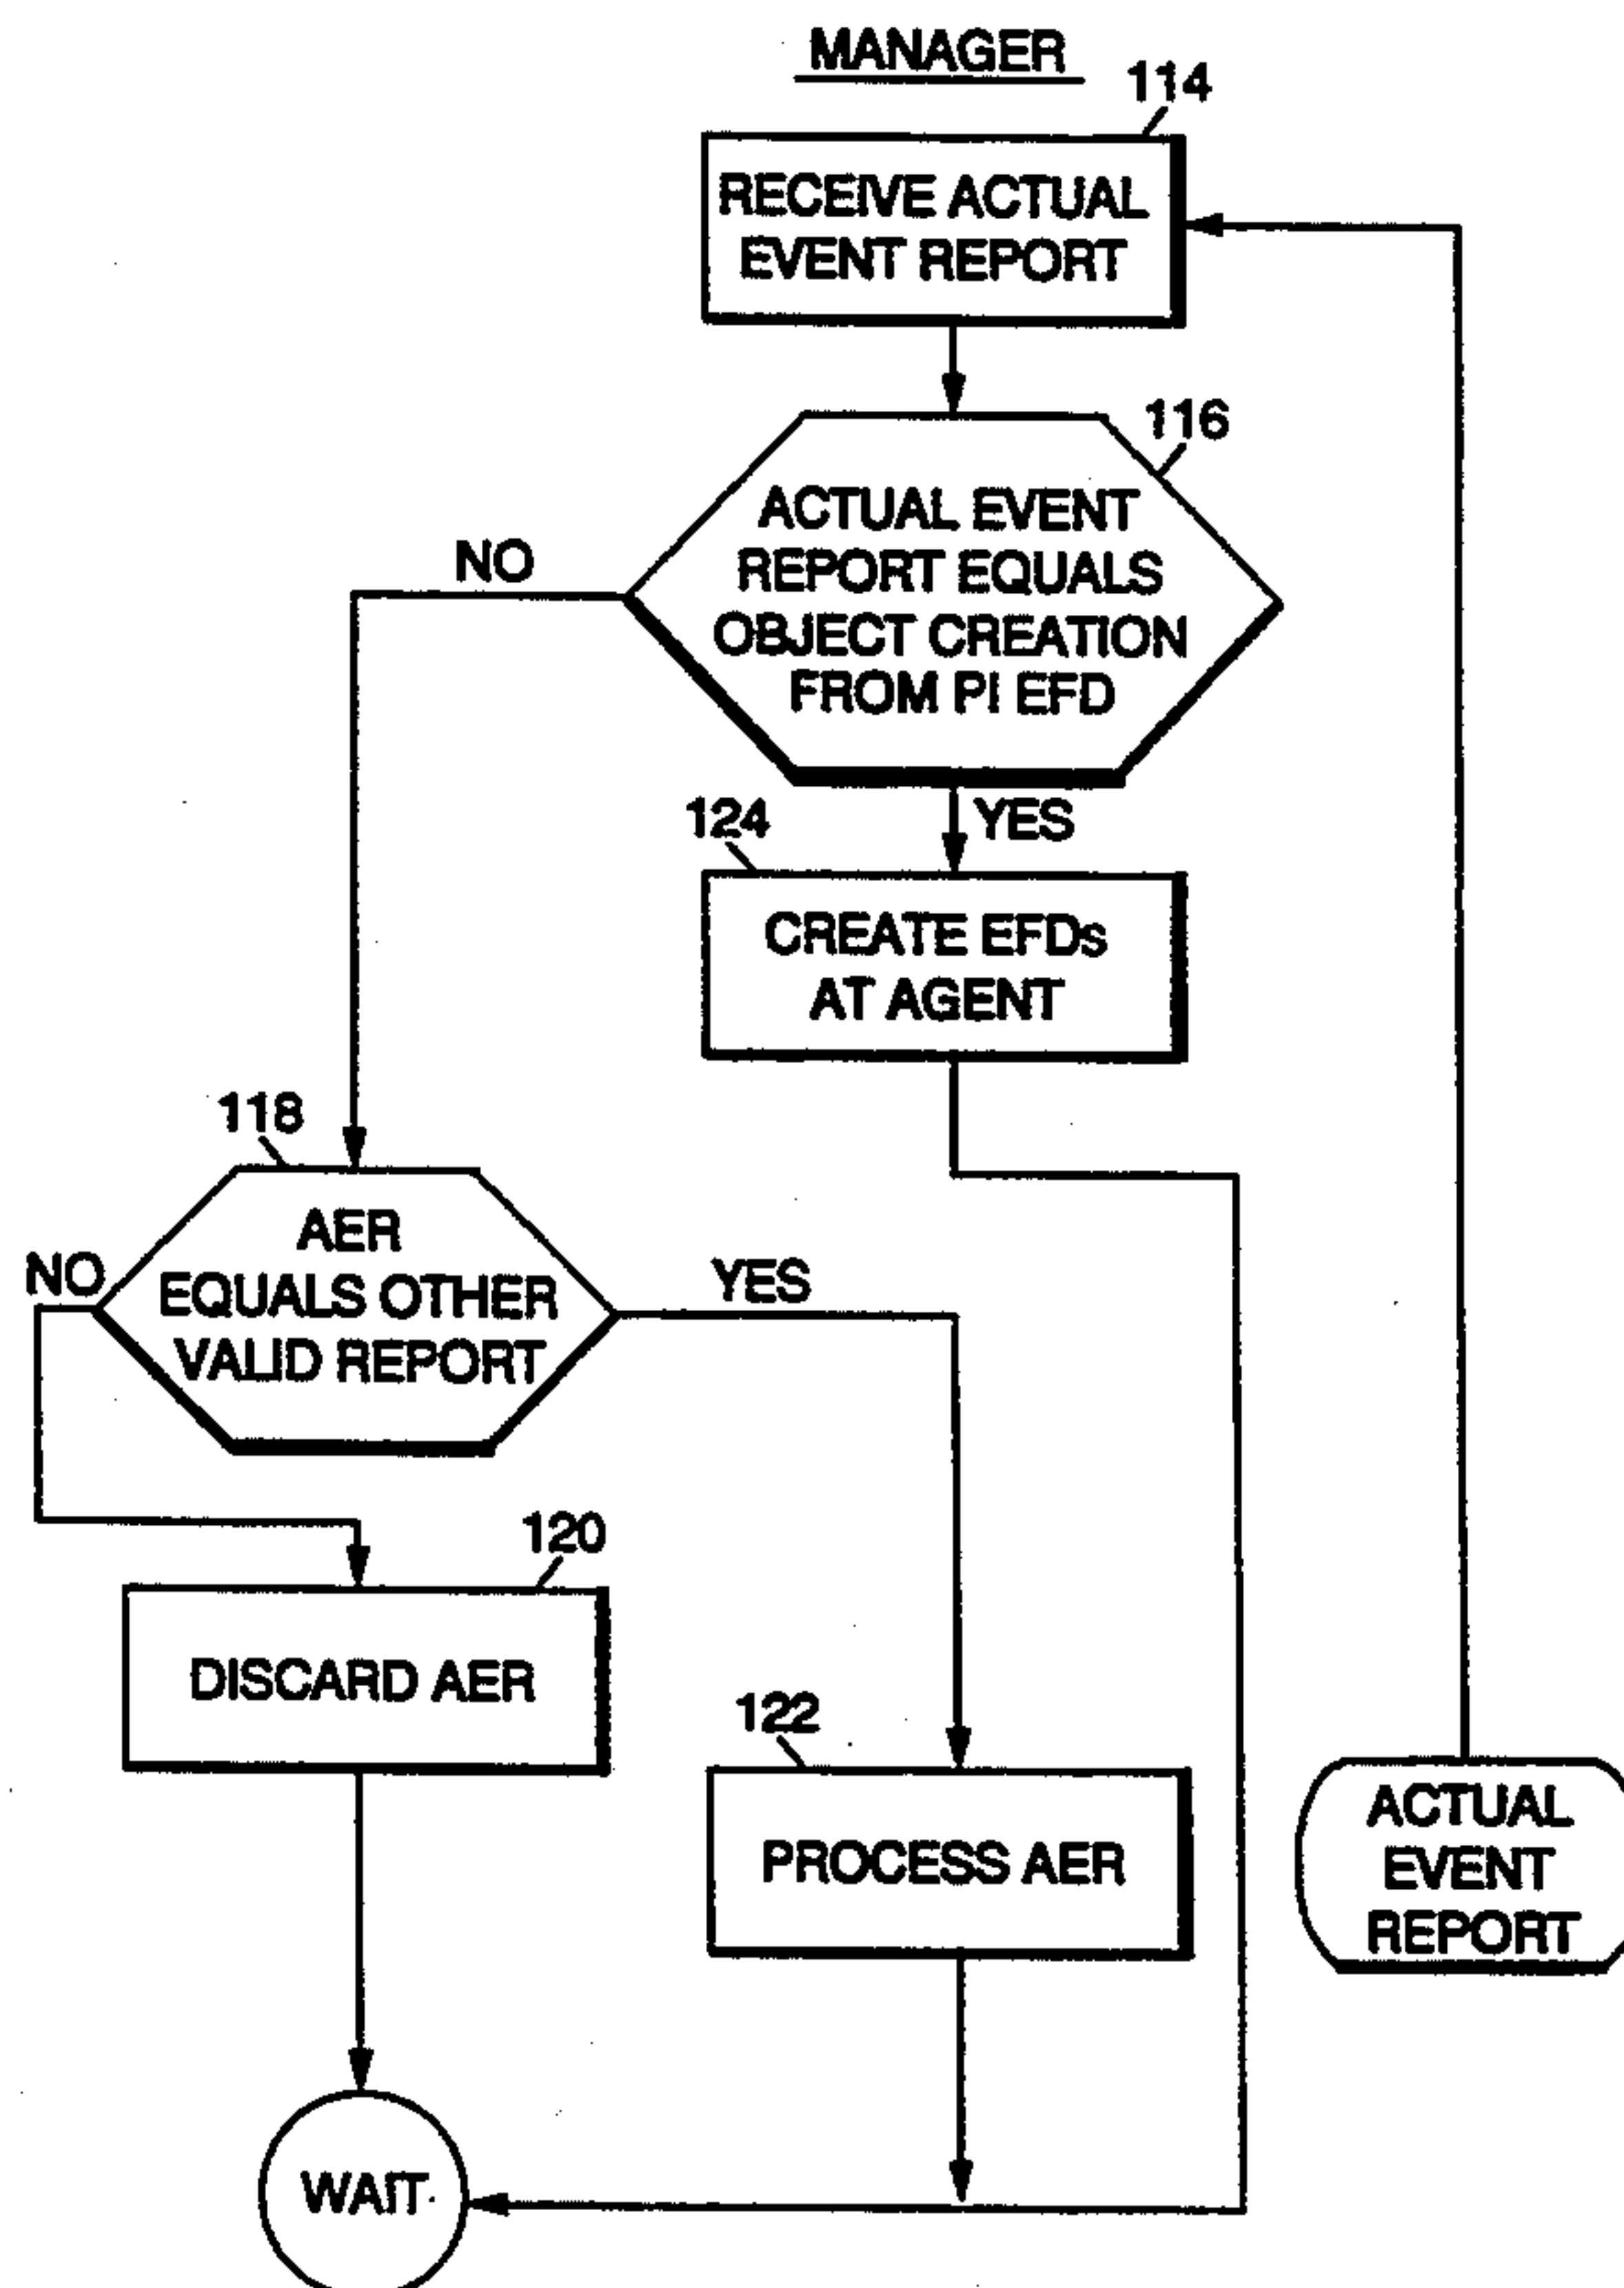 MANAGER
114
RECEIVE ACTUAL
EVENT REPORT
116
ACTUAL EVENT
REPORT EQUALS
OBJECT CREATION
FROM PI EFD
NO
YES
124
CREATE EFDs
AT AGENT
118
AER
EQUALS OTHER
VALID REPORT
NO
YES
120
DISCARD AER
122
PROCESS AER
ACTUAL
EVENT
REPORT
WAIT